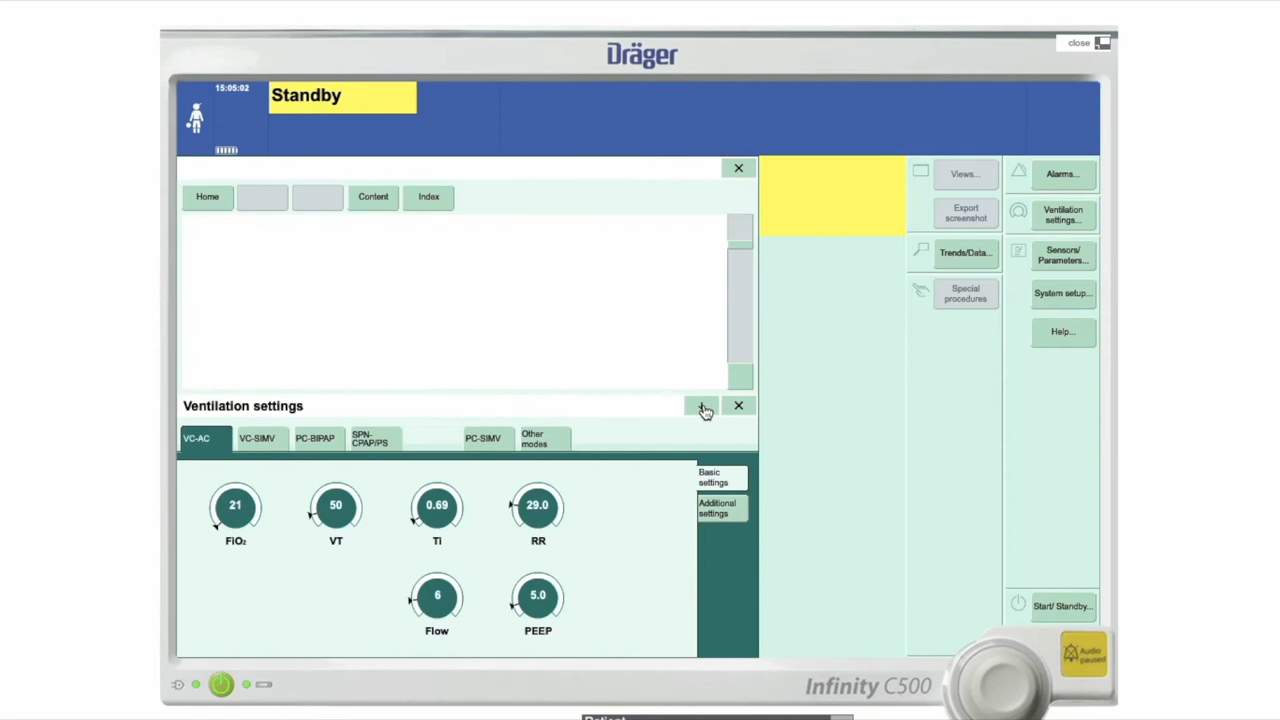 close
Dräger
15:05:02
Standby
Views...
Alarms...
Home
Content
Index
Export
screenshot
Ventilation
settings...
Trends/Data...
Sensors/
Parameters...
Special
procedures
System setup...
Help...
Ventilation settings
VC-AC
VC-SIMV
PC-BIPAP
SPN-
CPAP/PS
PC-SIMV
Other
modes
Basic
settings
21
50
0.69
29.0
Additional
settings
FiO₂
VT
Ti
RR
6
5.0
Flow
PEEP
Start/ Standby...
Audio
paused
Infinity C500
Patient